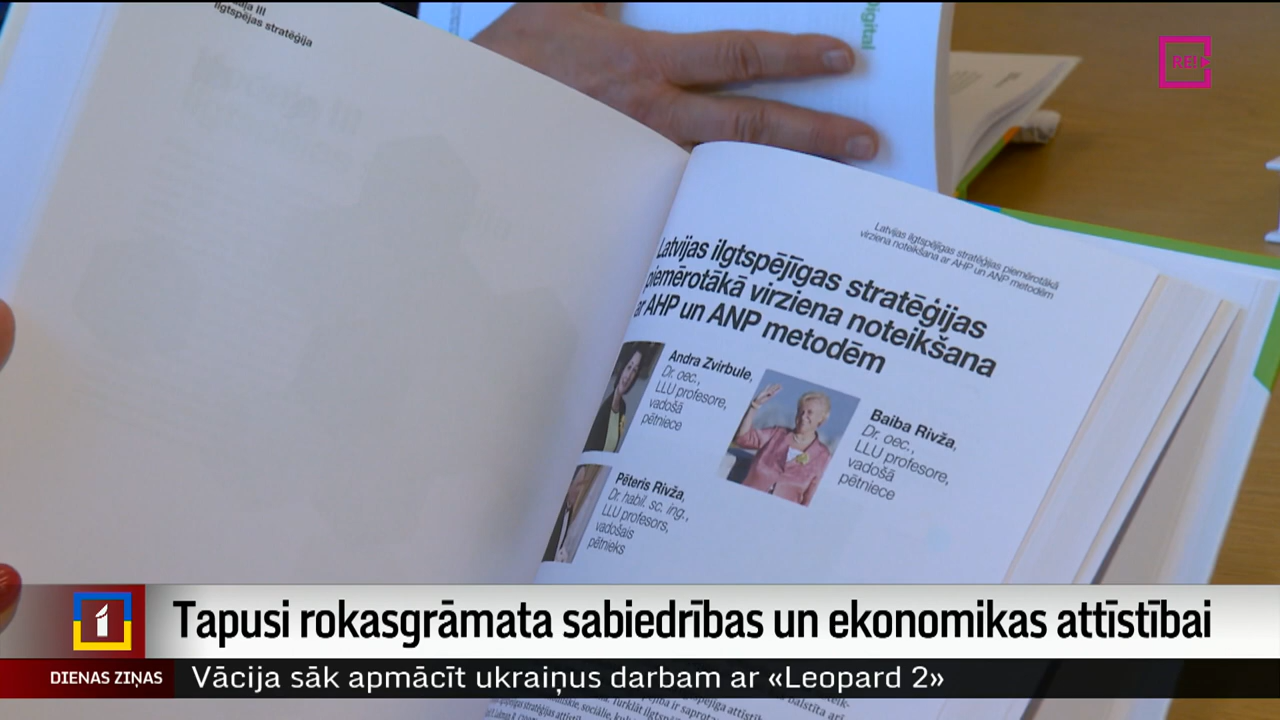 ļa III
Ilgtspējas stratēģija
Digital
RE!
Latvijas ilgtspējīgas stratēģijas piemērotākā
virziena noteikšana ar AHP un ANP metodēm
Latvijas ilgtspējīgas stratēģijas
piemērotākā virziena noteikšana
ar AHP un ANP metodēm
Andra Zvirbule,
Dr. oec.,
LLU profesore,
vadošā
pētniece
Baiba Rivža,
Dr. oec.,
LLU profesore,
vadošā
pētniece
Pēteris Rivža,
Dr. habil. sc. ing.,
LLU profesors,
vadošais
pētnieks
1
Tapusi rokasgrāmata sabiedrības un ekonomikas attīstībai
DIENAS ZIŅAS
Vācija sāk apmācīt ukraiņus darbam ar «Leopard 2»